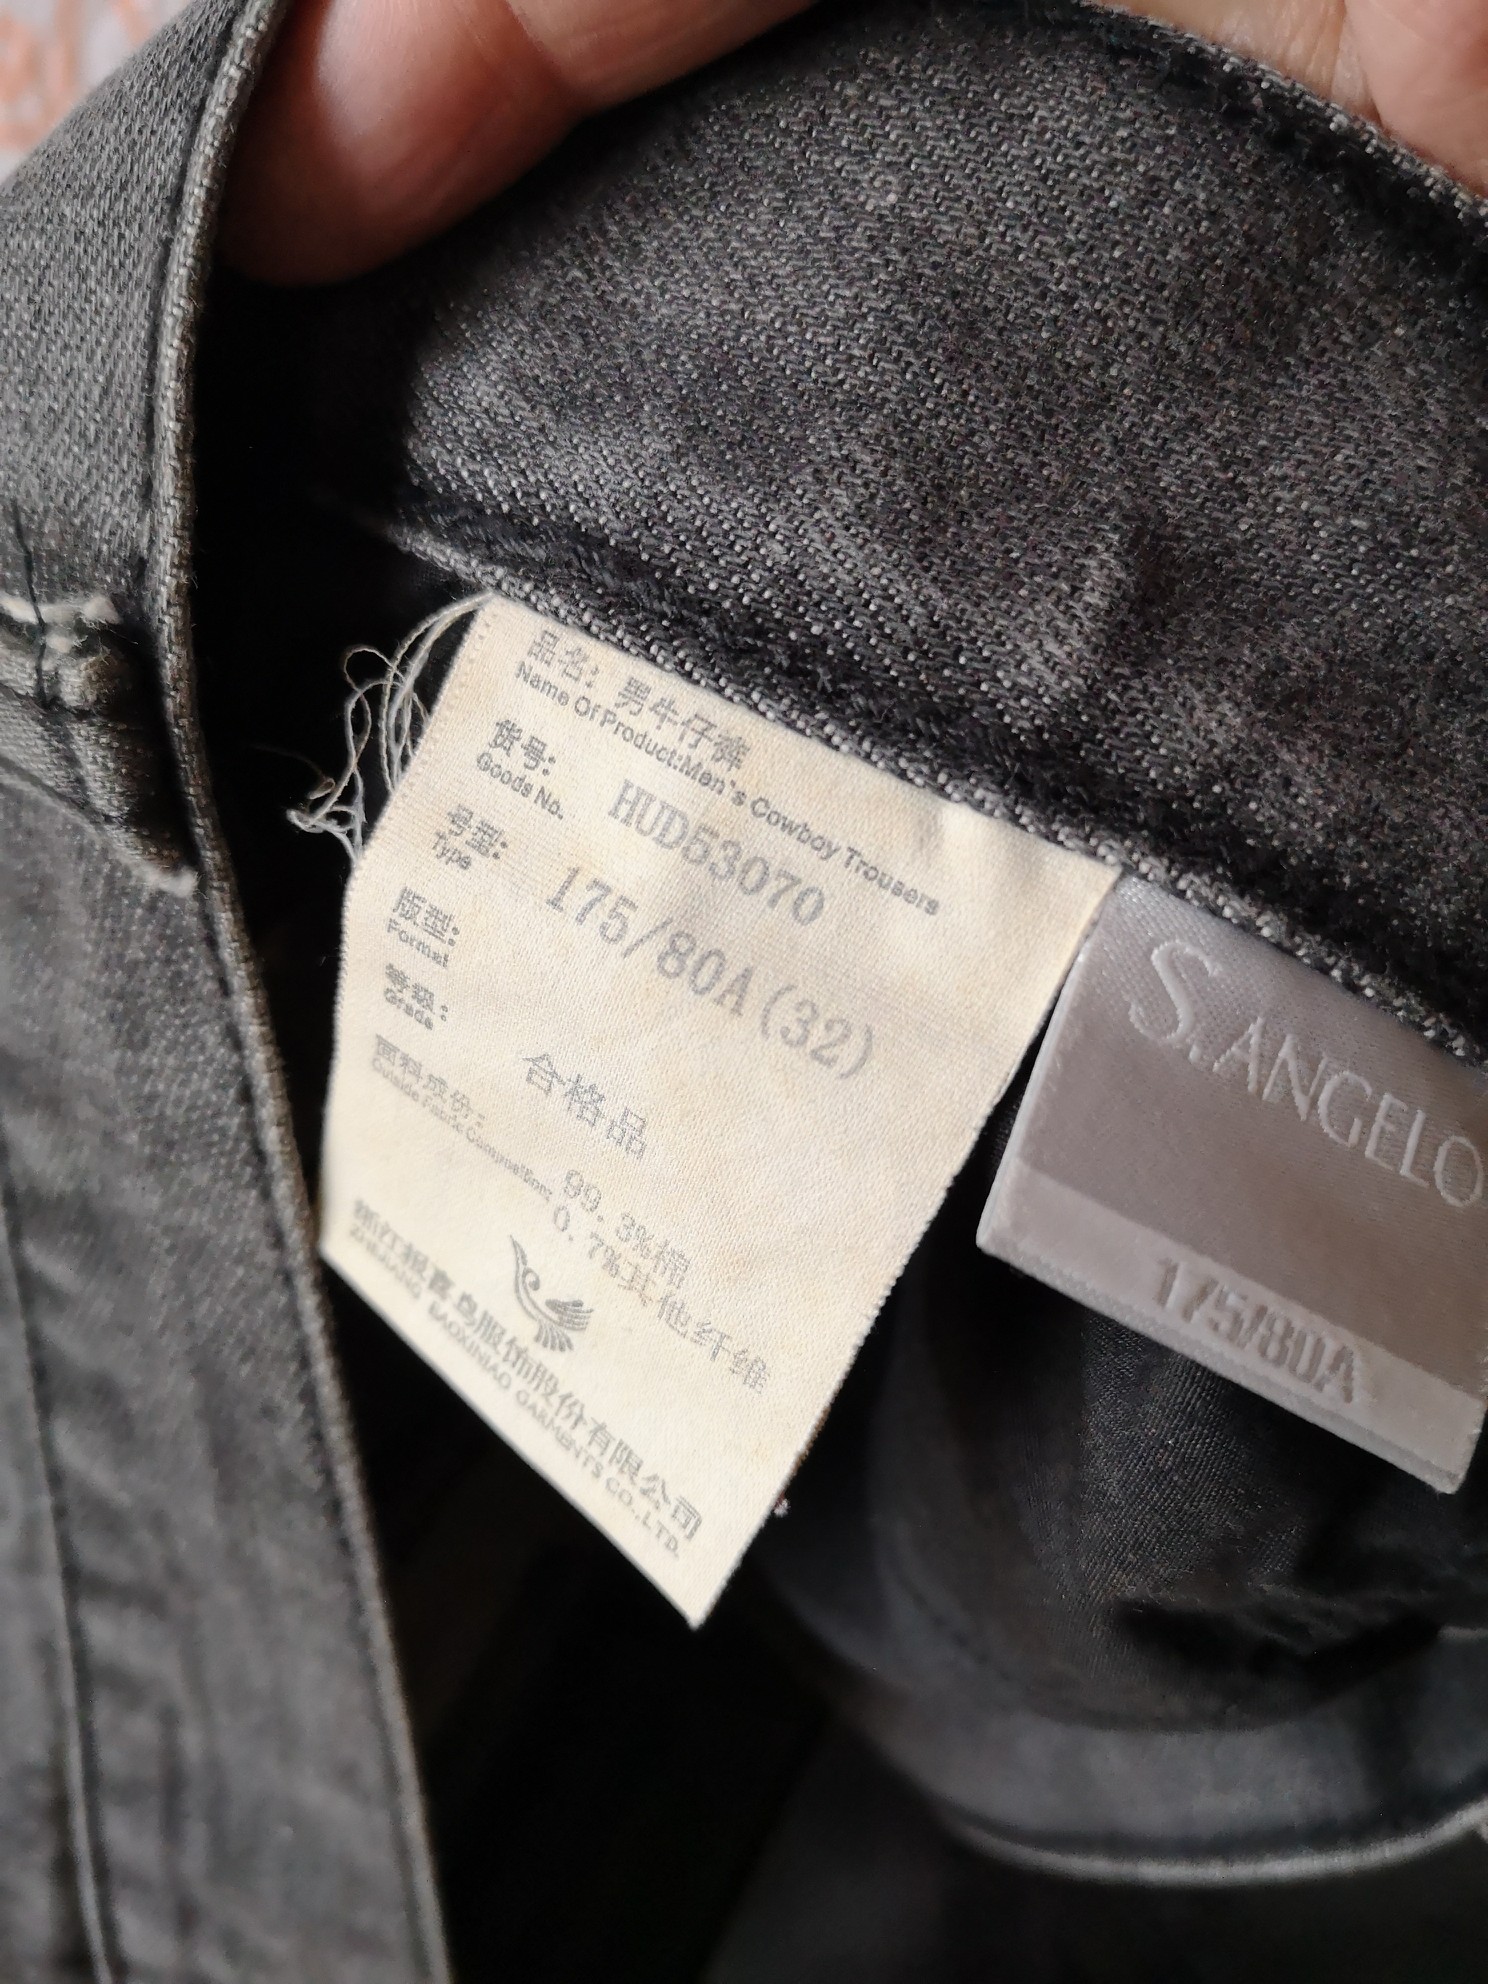 品名: 男牛仔裤
Name Of Product:Men's Cowboy Trousers
货号: HUD53070
Goods No.
号型: 175/80A(32)
Type
版型:
Format
等级: 合格品
Grade
面料成份: 99.3%棉
Outside Fabric Composition:
0.7%其他纤维
浙江报喜鸟服饰股份有限公司
ZHEJIANG BAOXINIAO GARMENTS CO.,LTD.
S.ANGELO
175/80A